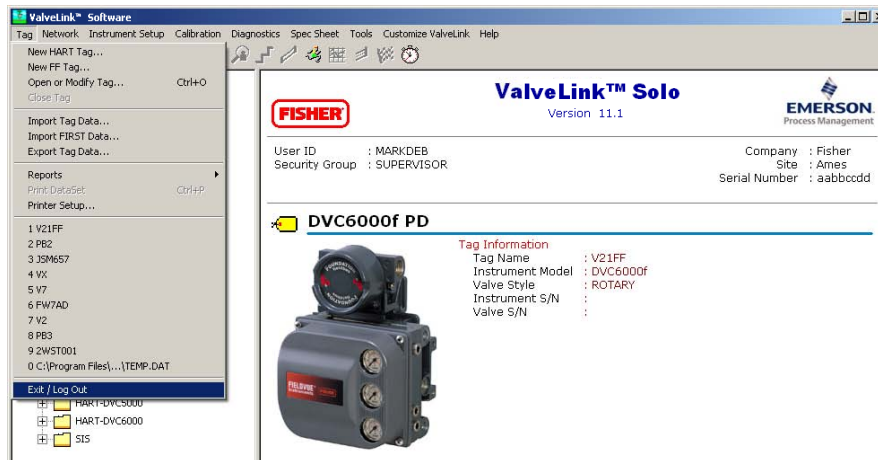 ValveLink™ Software
Tag Network Instrument Setup Calibration Diagnostics Spec Sheet Tools Customize ValveLink Help
New HART Tag...
New FF Tag...
Open or Modify Tag... Ctrl+O
Close Tag
Import Tag Data...
Import FIRST Data...
Export Tag Data...
Reports
Print DataSet Ctrl+P
Printer Setup...
1 V21FF
2 PB2
3 JSM657
4 VX
5 V7
6 FW7AD
7 V2
8 PB3
9 2WST001
0 C:\Program Files\...\TEMP.DAT
Exit / Log Out
HART-DVC5000
HART-DVC6000
SIS
FISHER
ValveLink™ Solo
Version 11.1
EMERSON.
Process Management
User ID : MARKDEB
Security Group : SUPERVISOR
Company : Fisher
Site : Ames
Serial Number : aabbccdd
DVC6000f PD
Tag Information
Tag Name : V21FF
Instrument Model : DVC6000f
Valve Style : ROTARY
Instrument S/N :
Valve S/N :
FIELDVUE